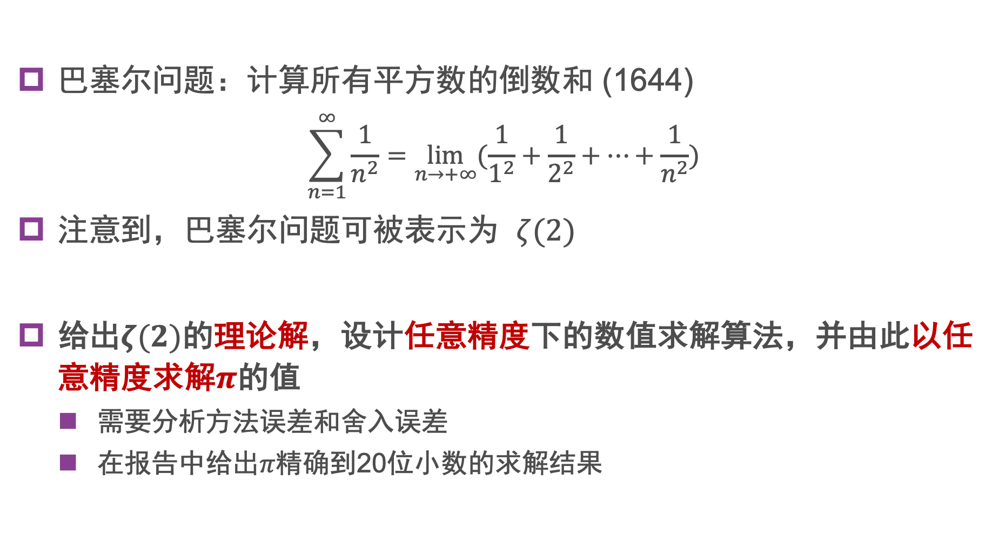 巴塞尔问题：计算所有平方数的倒数和 (1644)
$\sum_{n=1}^{\infty} \frac{1}{n^2} = \lim_{n \to +\infty} (\frac{1}{1^2} + \frac{1}{2^2} + \cdots + \frac{1}{n^2})$
注意到，巴塞尔问题可被表示为 ζ(2)
给出ζ(2)的理论解，设计任意精度下的数值求解算法，并由此以任
意精度求解π的值
需要分析方法误差和舍入误差
在报告中给出π精确到20位小数的求解结果